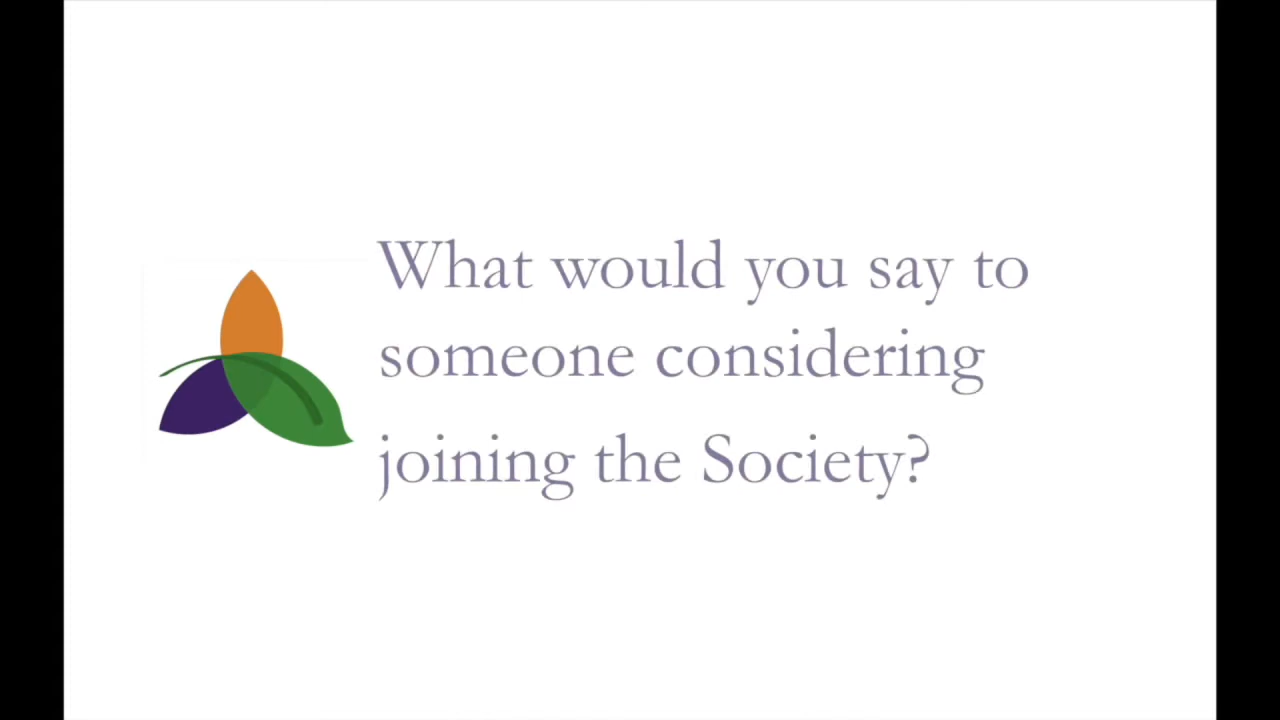 What would you say to
someone considering
joining the Society?